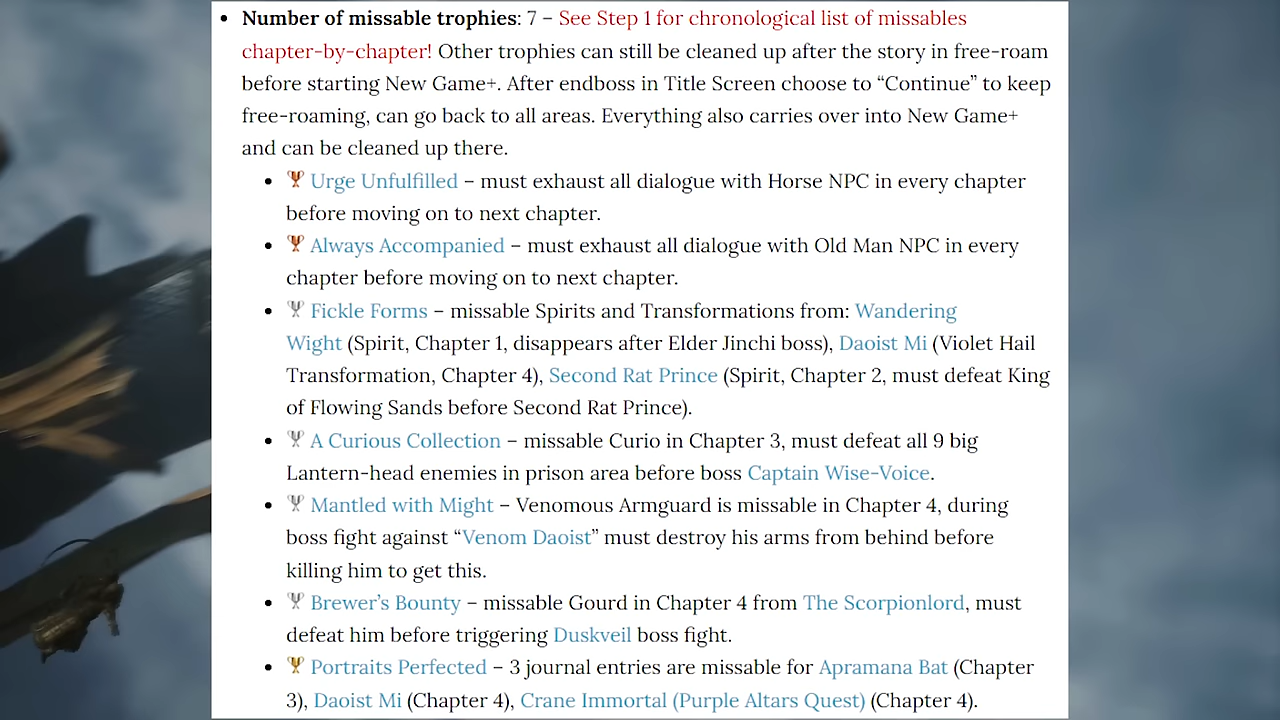 Number of missable trophies: 7 – See Step 1 for chronological list of missables
chapter-by-chapter! Other trophies can still be cleaned up after the story in free-roam
before starting New Game+. After endboss in Title Screen choose to “Continue” to keep
free-roaming, can go back to all areas. Everything also carries over into New Game+
and can be cleaned up there.
Urge Unfulfilled – must exhaust all dialogue with Horse NPC in every chapter
before moving on to next chapter.
Always Accompanied – must exhaust all dialogue with Old Man NPC in every
chapter before moving on to next chapter.
Fickle Forms – missable Spirits and Transformations from: Wandering
Wight (Spirit, Chapter 1, disappears after Elder Jinchi boss), Daoist Mi (Violet Hail
Transformation, Chapter 4), Second Rat Prince (Spirit, Chapter 2, must defeat King
of Flowing Sands before Second Rat Prince).
A Curious Collection – missable Curio in Chapter 3, must defeat all 9 big
Lantern-head enemies in prison area before boss Captain Wise-Voice.
Mantled with Might – Venomous Armguard is missable in Chapter 4, during
boss fight against “Venom Daoist” must destroy his arms from behind before
killing him to get this.
Brewer’s Bounty – missable Gourd in Chapter 4 from The Scorpionlord, must
defeat him before triggering Duskveil boss fight.
Portraits Perfected – 3 journal entries are missable for Apramana Bat (Chapter
3), Daoist Mi (Chapter 4), Crane Immortal (Purple Altars Quest) (Chapter 4).